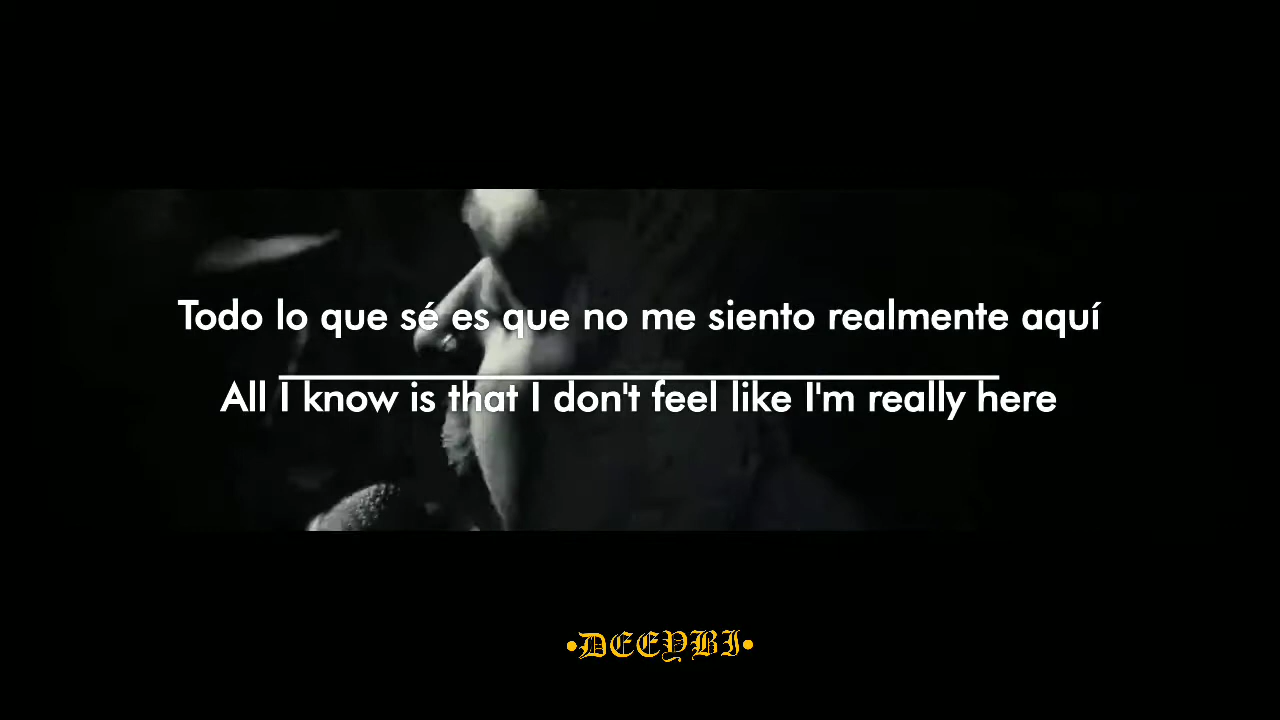 Todo lo que sé es que no me siento realmente aquí
All I know is that I don't feel like I'm really here
•DEEYBI•